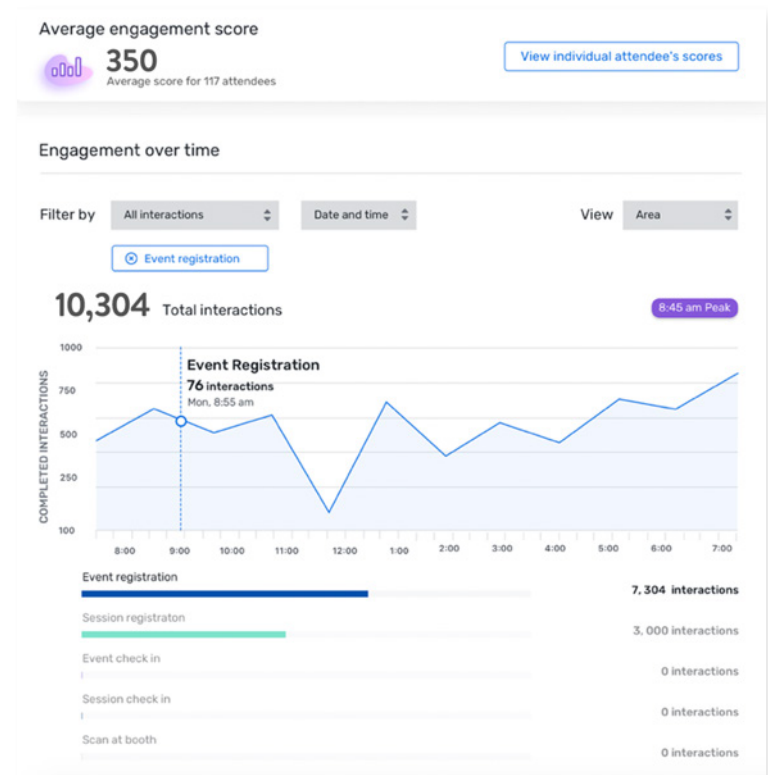 Average engagement score
350
Average score for 117 attendees
View individual attendee's scores
Engagement over time
Filter by
All interactions
Date and time
View
Area
Event registration
10,304 Total interactions
8:45 am Peak
COMPLETED INTERACTIONS
1000
750
500
250
100
Event Registration
76 interactions
Mon, 8:55 am
8:00 9:00 10:00 11:00 12:00 1:00 2:00 3:00 4:00 5:00 6:00 7:00
Event registration
7, 304 interactions
Session registraton
3, 000 interactions
Event check in
0 interactions
Session check in
0 interactions
Scan at booth
0 interactions